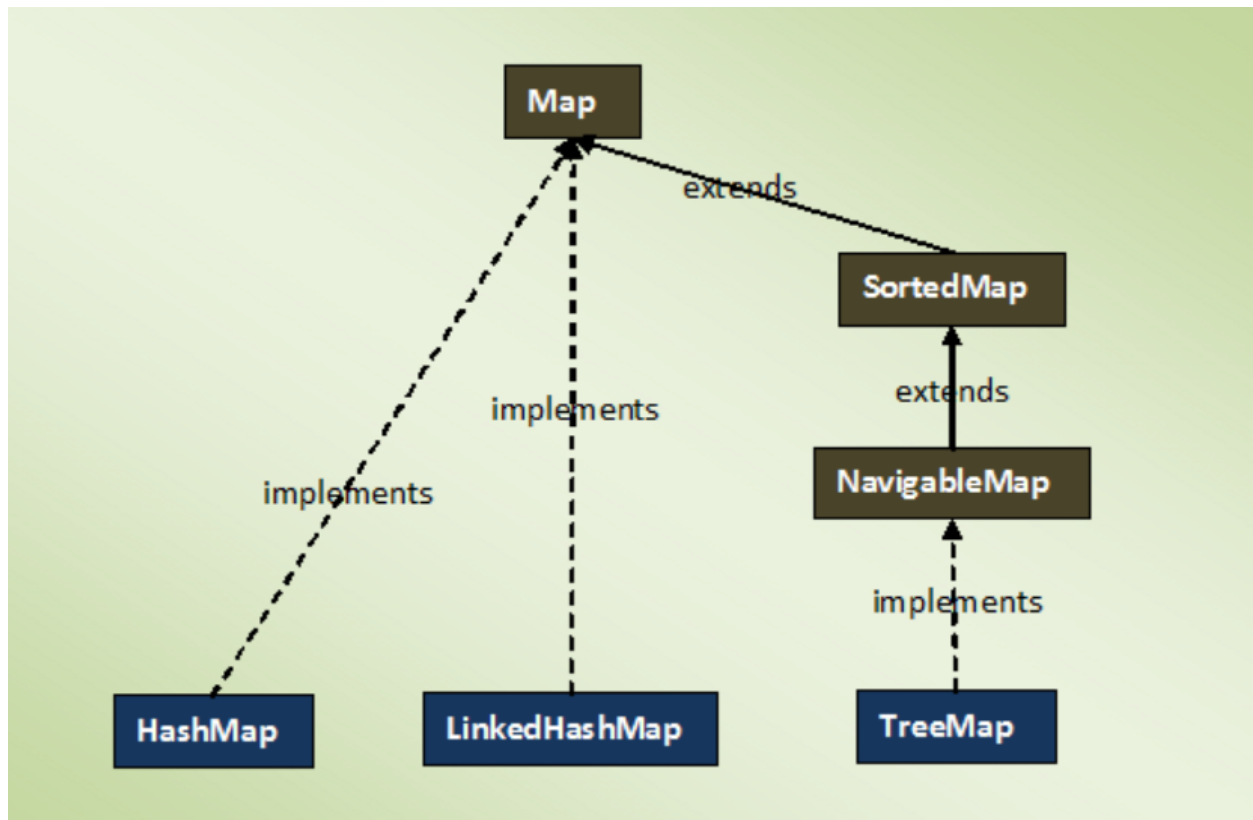 Map
extends
SortedMap
extends
implements
NavigableMap
implements
implements
HashMap
LinkedHashMap
TreeMap